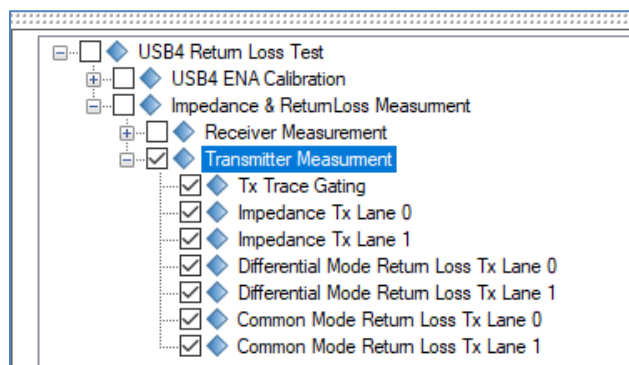 USB4 Return Loss Test
USB4 ENA Calibration
Impedance & ReturnLoss Measurment
Receiver Measurement
Transmitter Measurment
Tx Trace Gating
Impedance Tx Lane 0
Impedance Tx Lane 1
Differential Mode Return Loss Tx Lane 0
Differential Mode Return Loss Tx Lane 1
Common Mode Return Loss Tx Lane 0
Common Mode Return Loss Tx Lane 1